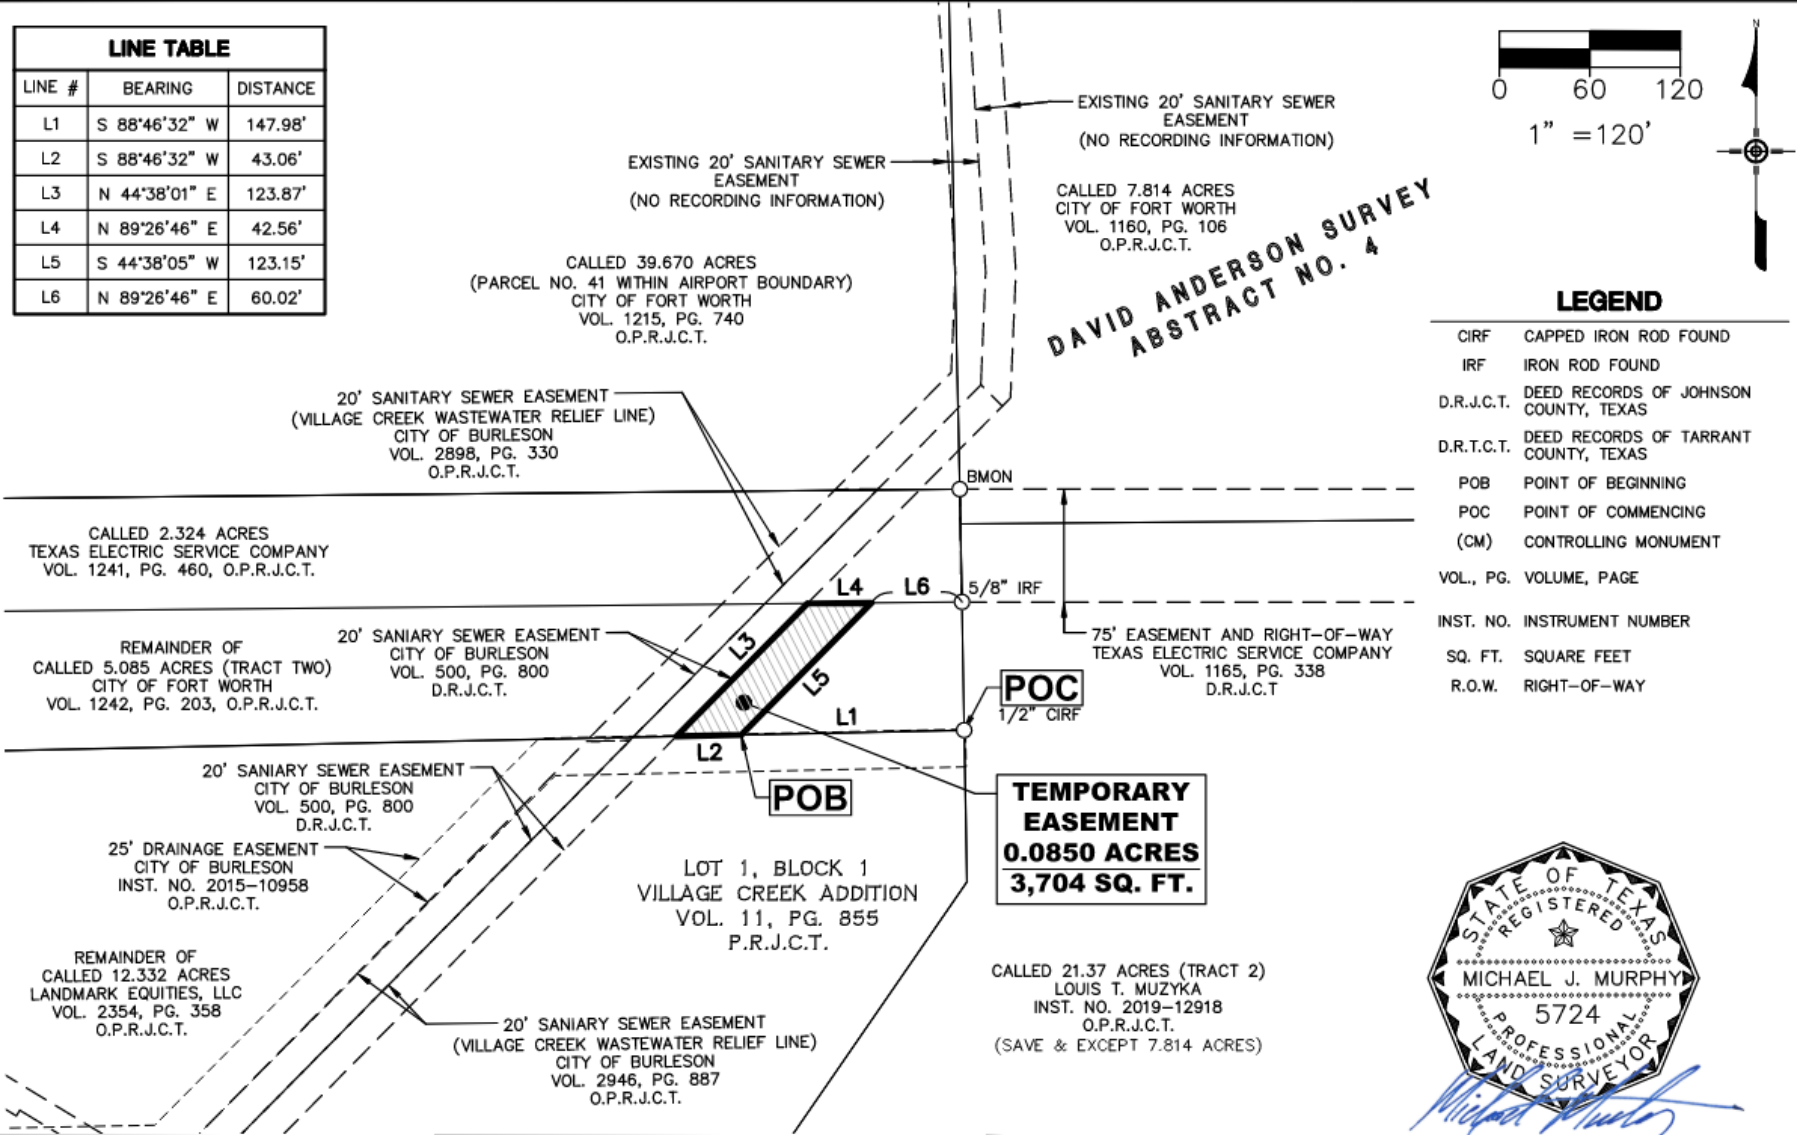 LINE TABLE
LINE # BEARING DISTANCE
L1 S 88°46'32" W 147.98'
L2 S 88°46'32" W 43.06'
L3 N 44°38'01" E 123.87'
L4 N 89°26'46" E 42.56'
L5 S 44°38'05" W 123.15'
L6 N 89°26'46" E 60.02'
EXISTING 20' SANITARY SEWER
EASEMENT
(NO RECORDING INFORMATION)
EXISTING 20' SANITARY SEWER
EASEMENT
(NO RECORDING INFORMATION)
0 60 120
1" =120'
N
CALLED 7.814 ACRES
CITY OF FORT WORTH
VOL. 1160, PG. 106
O.P.R.J.C.T.
DAVID ANDERSON SURVEY
ABSTRACT NO. 4
CALLED 39.670 ACRES
(PARCEL NO. 41 WITHIN AIRPORT BOUNDARY)
CITY OF FORT WORTH
VOL. 1215, PG. 740
O.P.R.J.C.T.
LEGEND
CIRF CAPPED IRON ROD FOUND
IRF IRON ROD FOUND
D.R.J.C.T. DEED RECORDS OF JOHNSON
COUNTY, TEXAS
D.R.T.C.T. DEED RECORDS OF TARRANT
COUNTY, TEXAS
POB POINT OF BEGINNING
POC POINT OF COMMENCING
(CM) CONTROLLING MONUMENT
VOL., PG. VOLUME, PAGE
INST. NO. INSTRUMENT NUMBER
SQ. FT. SQUARE FEET
R.O.W. RIGHT-OF-WAY
20' SANITARY SEWER EASEMENT
(VILLAGE CREEK WASTEWATER RELIEF LINE)
CITY OF BURLESON
VOL. 2898, PG. 330
O.P.R.J.C.T.
BMON
CALLED 2.324 ACRES
TEXAS ELECTRIC SERVICE COMPANY
VOL. 1241, PG. 460, O.P.R.J.C.T.
L4 L6 5/8" IRF
REMAINDER OF
CALLED 5.085 ACRES (TRACT TWO)
CITY OF FORT WORTH
VOL. 1242, PG. 203, O.P.R.J.C.T.
20' SANIARY SEWER EASEMENT
CITY OF BURLESON
VOL. 500, PG. 800
D.R.J.C.T.
L3
L5
75' EASEMENT AND RIGHT-OF-WAY
TEXAS ELECTRIC SERVICE COMPANY
VOL. 1165, PG. 338
D.R.J.C.T
POC
1/2" CIRF
L1
L2
POB
20' SANIARY SEWER EASEMENT
CITY OF BURLESON
VOL. 500, PG. 800
D.R.J.C.T.
25' DRAINAGE EASEMENT
CITY OF BURLESON
INST. NO. 2015-10958
O.P.R.J.C.T.
TEMPORARY
EASEMENT
0.0850 ACRES
3,704 SQ. FT.
LOT 1, BLOCK 1
VILLAGE CREEK ADDITION
VOL. 11, PG. 855
P.R.J.C.T.
REMAINDER OF
CALLED 12.332 ACRES
LANDMARK EQUITIES, LLC
VOL. 2354, PG. 358
O.P.R.J.C.T.
20' SANIARY SEWER EASEMENT
(VILLAGE CREEK WASTEWATER RELIEF LINE)
CITY OF BURLESON
VOL. 2946, PG. 887
O.P.R.J.C.T.
CALLED 21.37 ACRES (TRACT 2)
LOUIS T. MUZYKA
INST. NO. 2019-12918
O.P.R.J.C.T.
(SAVE & EXCEPT 7.814 ACRES)
STATE OF TEXAS
REGISTERED
MICHAEL J. MURPHY
5724
PROFESSIONAL
LAND SURVEYOR
Michael J. Murphy